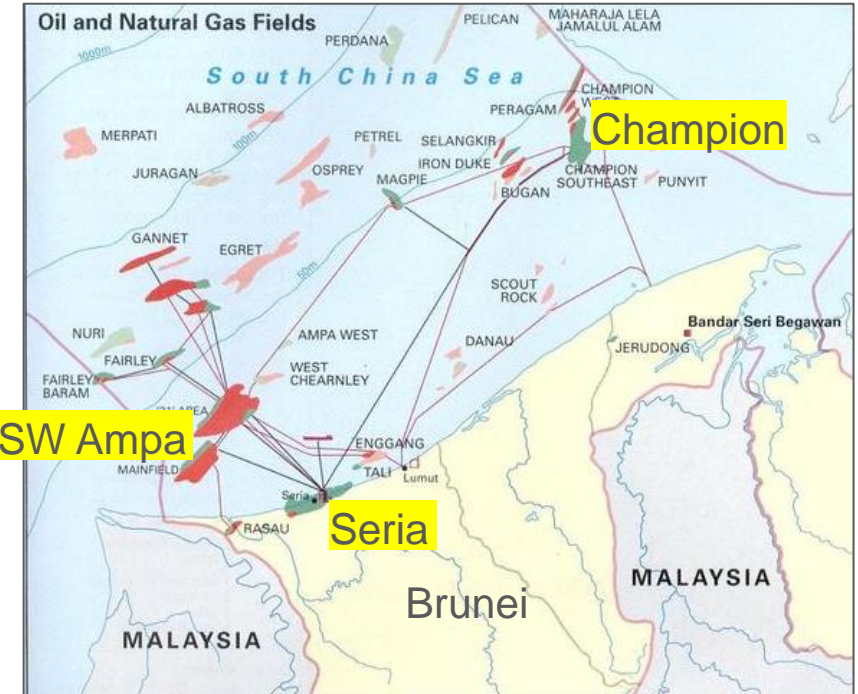 Oil and Natural Gas Fields
PELICAN
MAHARAJA LELA
JAMALUL ALAM
PERDANA
1000m
South China Sea
CHAMPION
ALBATROSS
PERAGAM
Champion
MERPATI
100m
PETREL
SELANGKIR
JURAGAN
OSPREY
IRON DUKE
MAGPIE
CHAMPION
SOUTHEAST
PUNYIT
BUGAN
GANNET
EGRET
50m
SCOUT
ROCK
Bandar Seri Begawan
NURI
AMPA WEST
DANAU
JERUDONG
FAIRLEY
WEST
CHEARNLEY
FAIRLEY
BARAM
SW Ampa
ENGGANG
MAINFIELD
TALI
Lumut
Seria
RASAU
Seria
MALAYSIA
Brunei
MALAYSIA